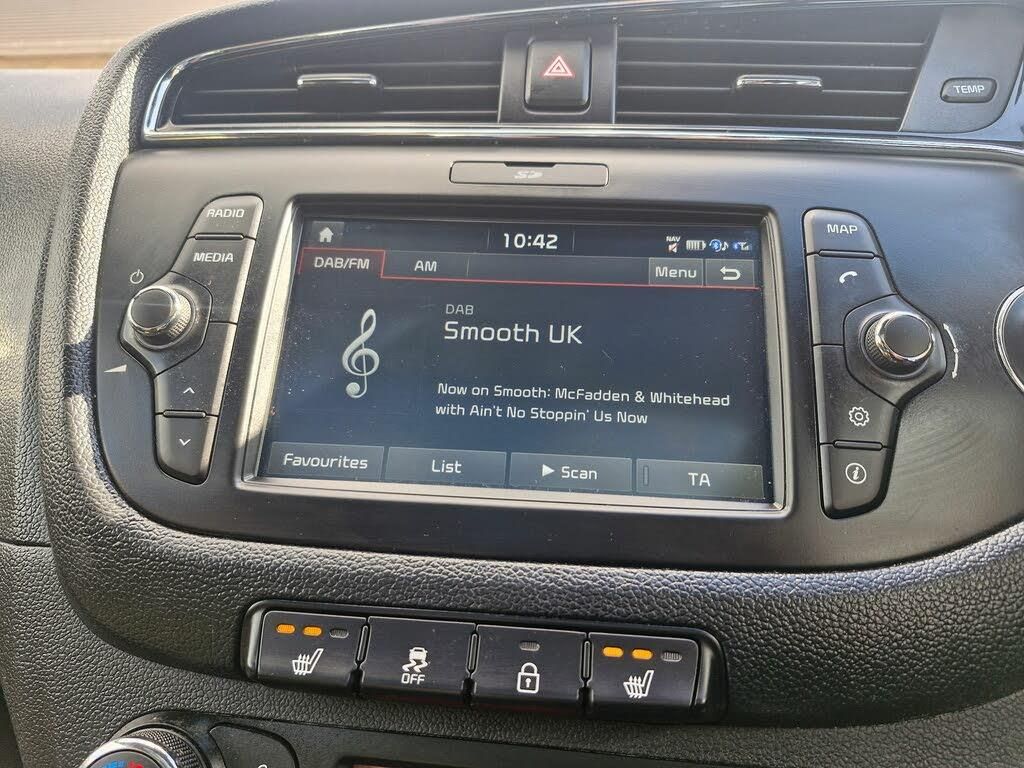 TEMP
SD
RADIO
MEDIA
MAP
10:42
NAV
DAB/FM
AM
Menu
DAB
Smooth UK
Now on Smooth: McFadden & Whitehead
with Ain't No Stoppin' Us Now
Favourites
List
Scan
TA
OFF